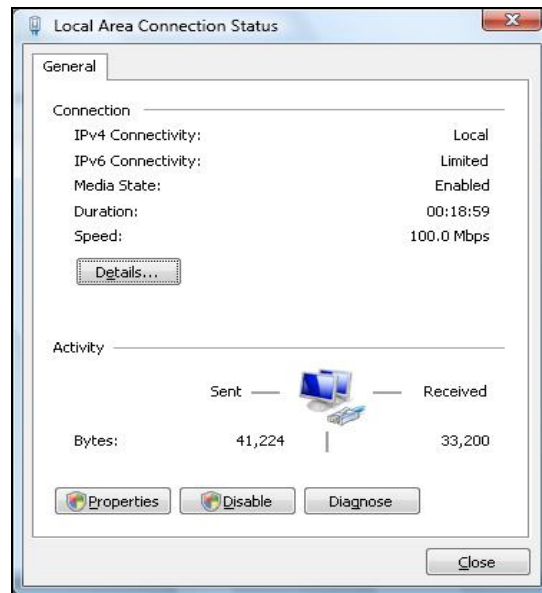 Local Area Connection Status
General
Connection
IPv4 Connectivity: Local
IPv6 Connectivity: Limited
Media State: Enabled
Duration: 00:18:59
Speed: 100.0 Mbps
Details...
Activity
Sent Received
Bytes: 41,224 33,200
Properties Disable Diagnose
Close